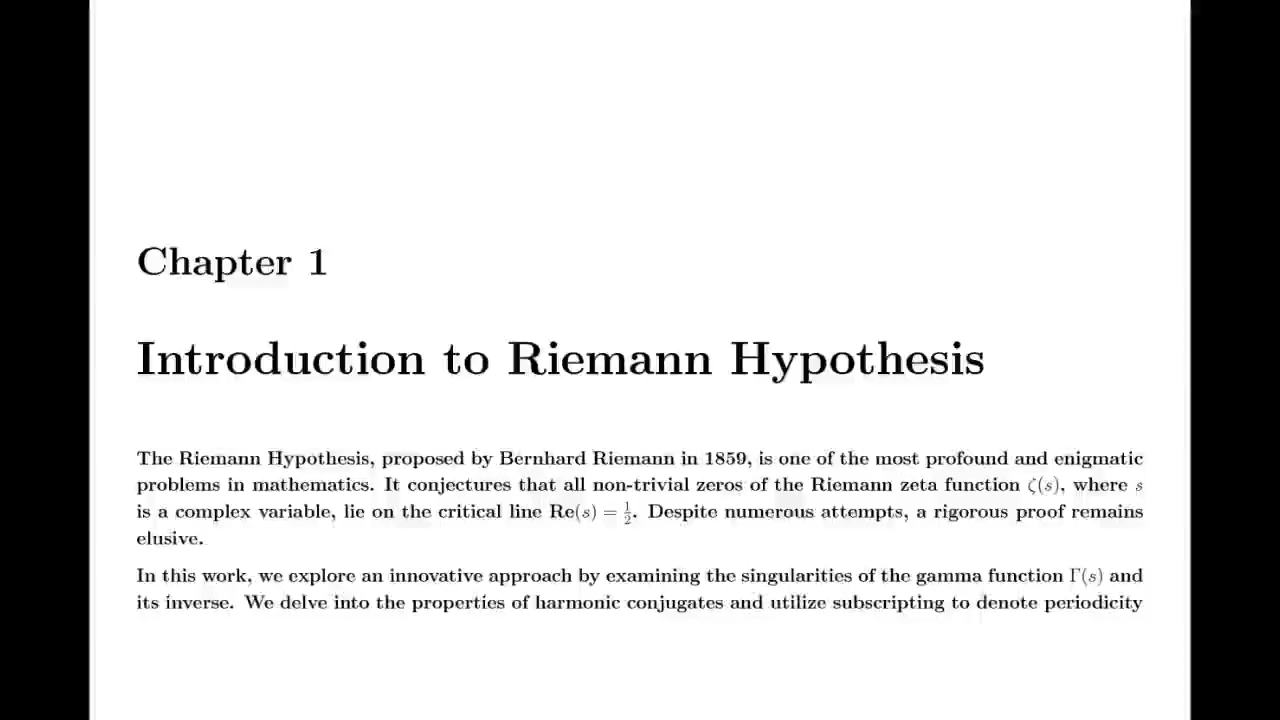 Chapter 1
Introduction to Riemann Hypothesis
The Riemann Hypothesis, proposed by Bernhard Riemann in 1859, is one of the most profound and enigmatic
problems in mathematics. It conjectures that all non-trivial zeros of the Riemann zeta function ζ(s), where s
is a complex variable, lie on the critical line Re(s) = 1/2. Despite numerous attempts, a rigorous proof remains
elusive.
In this work, we explore an innovative approach by examining the singularities of the gamma function Γ(s) and
its inverse. We delve into the properties of harmonic conjugates and utilize subscripting to denote periodicity